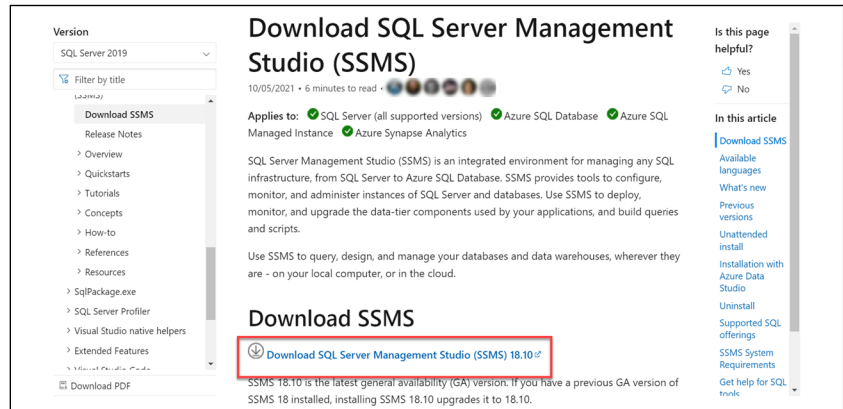 Version
SQL Server 2019
Filter by title
(SSMS)
Download SSMS
Release Notes
Overview
Quickstarts
Tutorials
Concepts
How-to
References
Resources
SqlPackage.exe
SQL Server Profiler
Visual Studio native helpers
Extended Features
Visual Studio Code
Download PDF
Download SQL Server Management
Studio (SSMS)
10/05/2021 • 6 minutes to read •
Applies to: SQL Server (all supported versions) Azure SQL Database Azure SQL
Managed Instance Azure Synapse Analytics
SQL Server Management Studio (SSMS) is an integrated environment for managing any SQL
infrastructure, from SQL Server to Azure SQL Database. SSMS provides tools to configure,
monitor, and administer instances of SQL Server and databases. Use SSMS to deploy,
monitor, and upgrade the data-tier components used by your applications, and build queries
and scripts.
Use SSMS to query, design, and manage your databases and data warehouses, wherever they
are - on your local computer, or in the cloud.
Download SSMS
Download SQL Server Management Studio (SSMS) 18.10
SSMS 18.10 is the latest general availability (GA) version. If you have a previous GA version of
SSMS 18 installed, installing SSMS 18.10 upgrades it to 18.10.
Is this page
helpful?
Yes
No
In this article
Download SSMS
Available
languages
What's new
Previous
versions
Unattended
install
Installation with
Azure Data
Studio
Uninstall
Supported SQL
offerings
SSMS System
Requirements
Get help for SQL
tools